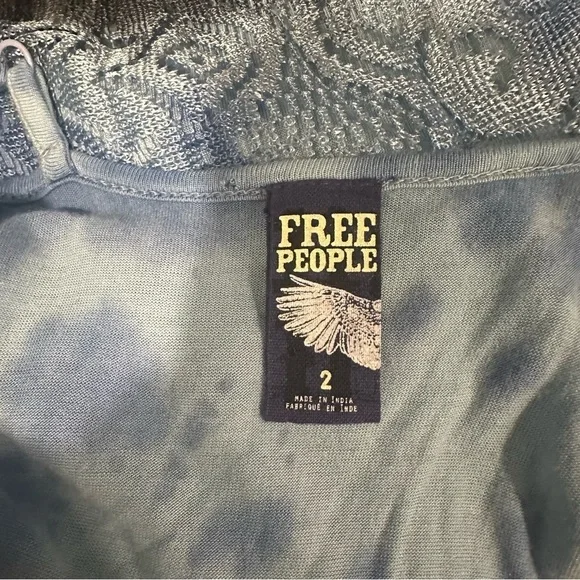 FREE
PEOPLE
2
MADE IN INDIA
FABRIQUÉ EN INDE